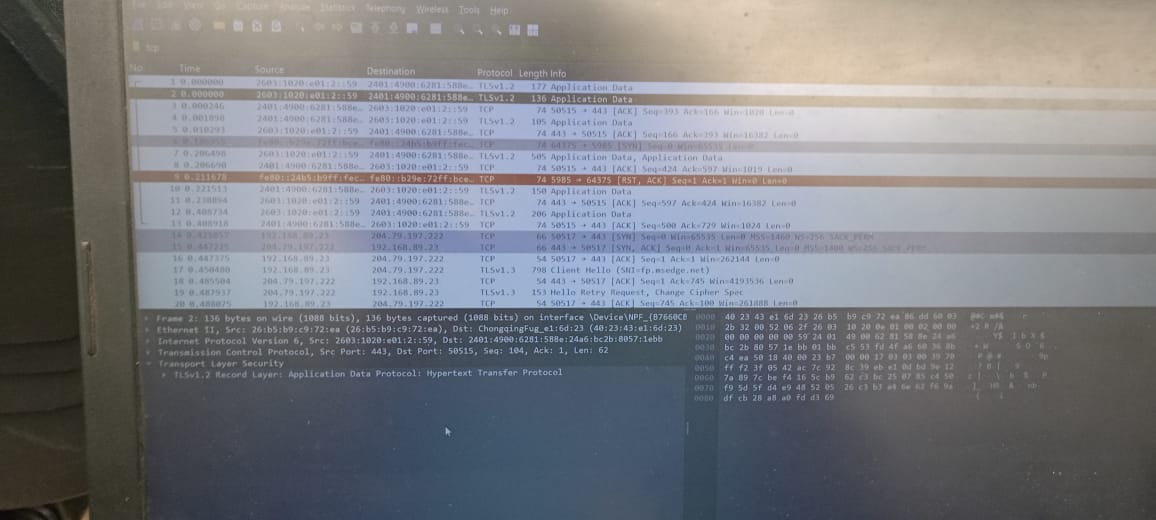 File Edit View Go Capture Analyze Statistics Telephony Wireless Tools Help
tcp
No. Time Source Destination Protocol Length Info
1 0.000000 2603:1020:e01:2::59 2401:4900:6281:588e… TLSv1.2 177 Application Data
2 0.000000 2603:1020:e01:2::59 2401:4900:6281:588e… TLSv1.2 136 Application Data
3 0.000246 2401:4900:6281:588e… 2603:1020:e01:2::59 TCP 74 50515 → 443 [ACK] Seq=393 Ack=166 Win=1020 Len=0
4 0.001098 2401:4900:6281:588e… 2603:1020:e01:2::59 TLSv1.2 105 Application Data
5 0.010293 2603:1020:e01:2::59 2401:4900:6281:588e… TCP 74 443 → 50515 [ACK] Seq=166 Ack=393 Win=16382 Len=0
6 fe80::b29e:72ff:bce… fe80::24b5:b9ff:fec… TCP 74 64375 → 5985 [SYN] Seq=0 Win=65535 Len=0
7 0.206498 2603:1020:e01:2::59 2401:4900:6281:588e… TLSv1.2 505 Application Data, Application Data
8 0.206690 2401:4900:6281:588e… 2603:1020:e01:2::59 TCP 74 50515 → 443 [ACK] Seq=424 Ack=597 Win=1019 Len=0
9 0.211678 fe80::24b5:b9ff:fec… fe80::b29e:72ff:bce… TCP 74 5985 → 64375 [RST, ACK] Seq=1 Ack=1 Win=0 Len=0
10 0.221513 2401:4900:6281:588e… 2603:1020:e01:2::59 TLSv1.2 150 Application Data
11 0.230894 2603:1020:e01:2::59 2401:4900:6281:588e… TCP 74 443 → 50515 [ACK] Seq=597 Ack=424 Win=16382 Len=0
12 0.408734 2603:1020:e01:2::59 2401:4900:6281:588e… TLSv1.2 206 Application Data
13 0.408918 2401:4900:6281:588e… 2603:1020:e01:2::59 TCP 74 50515 → 443 [ACK] Seq=500 Ack=729 Win=1024 Len=0
14 192.168.89.23 204.79.197.222 TCP 66 50517 → 443 [SYN] Seq=0 Win=65535 Len=0 MSS=1460 WS=256 SACK_PERM
15 0.447225 204.79.197.222 192.168.89.23 TCP 66 443 → 50517 [SYN, ACK] Seq=0 Ack=1 Win=65535 Len=0 MSS=1400 WS=256 SACK_PERM
16 0.447375 192.168.89.23 204.79.197.222 TCP 54 50517 → 443 [ACK] Seq=1 Ack=1 Win=262144 Len=0
17 0.450480 192.168.89.23 204.79.197.222 TLSv1.3 798 Client Hello (SNI=fp.msedge.net)
18 0.485504 204.79.197.222 192.168.89.23 TCP 54 443 → 50517 [ACK] Seq=1 Ack=745 Win=4193536 Len=0
19 0.487937 204.79.197.222 192.168.89.23 TLSv1.3 153 Hello Retry Request, Change Cipher Spec
20 0.488075 192.168.89.23 204.79.197.222 TCP 54 50517 → 443 [ACK] Seq=745 Ack=100 Win=261888 Len=0
Frame 2: 136 bytes on wire (1088 bits), 136 bytes captured (1088 bits) on interface \Device\NPF_{87660CB
Ethernet II, Src: 26:b5:b9:c9:72:ea (26:b5:b9:c9:72:ea), Dst: ChongqingFug_e1:6d:23 (40:23:43:e1:6d:23)
Internet Protocol Version 6, Src: 2603:1020:e01:2::59, Dst: 2401:4900:6281:588e:24a6:bc2b:8057:1ebb
Transmission Control Protocol, Src Port: 443, Dst Port: 50515, Seq: 104, Ack: 1, Len: 62
Transport Layer Security
TLSv1.2 Record Layer: Application Data Protocol: Hypertext Transfer Protocol
0000 40 23 43 e1 6d 23 26 b5 b9 c9 72 ea 86 dd 60 03
0010 2b 32 00 52 06 2f 26 03 10 20 0e 01 00 02 00 00
0020 00 00 00 00 00 59 24 01 49 00 62 81 58 8e 24 a6
0030 bc 2b 80 57 1e bb 01 bb c5 53 fd 4f a6 60 36 8b
0040 c4 ea 50 18 40 00 23 b7 00 00 17 03 03 00 39 70
0050 ff f2 3f 05 42 ac 7c 92 8c 39 eb e1 0d bd 9e 12
0060 7a 89 7c be f4 16 5c b9 62 c3 bc 25 07 85 c4 50
0070 f9 5d 5f d4 e9 48 52 05 26 c3 b3 a4 6e 62 f6 9a
0080 df cb 28 a8 a0 fd d3 69